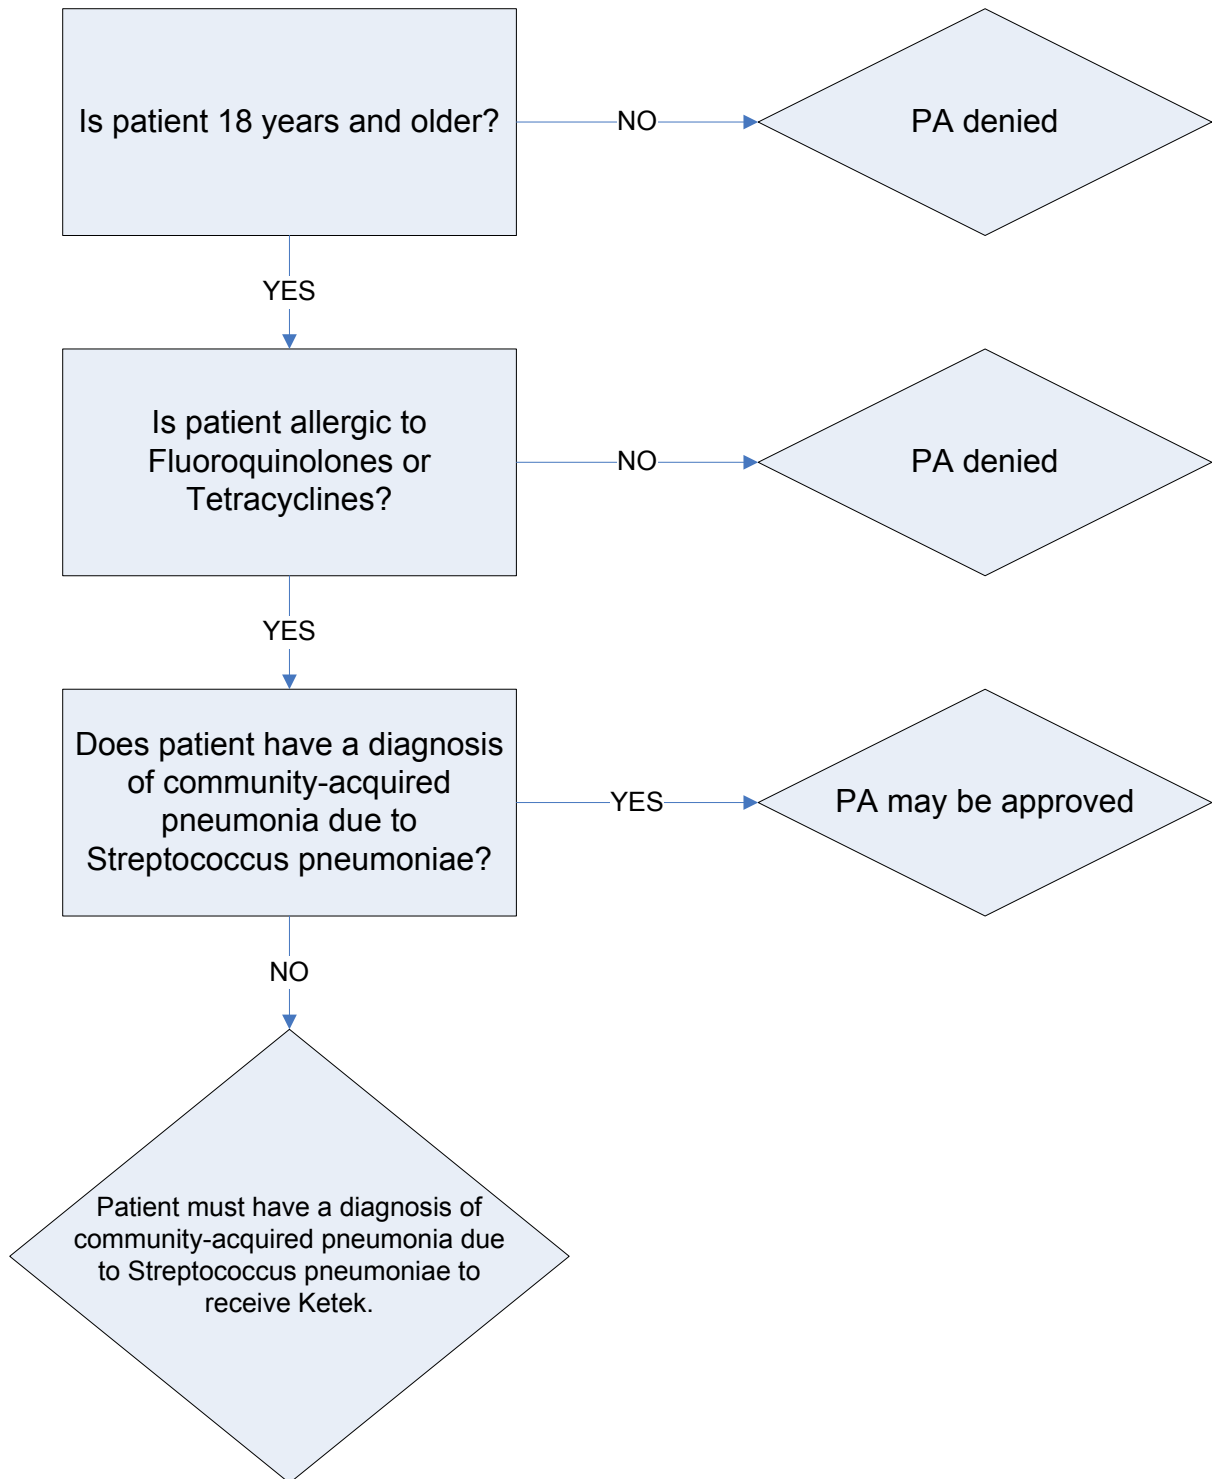 Is patient 18 years and older?
NO
PA denied
YES
Is patient allergic to
Fluoroquinolones or
Tetracyclines?
NO
PA denied
YES
Does patient have a diagnosis
of community-acquired
pneumonia due to
Streptococcus pneumoniae?
YES
PA may be approved
NO
Patient must have a diagnosis of
community-acquired pneumonia due
to Streptococcus pneumoniae to
receive Ketek.